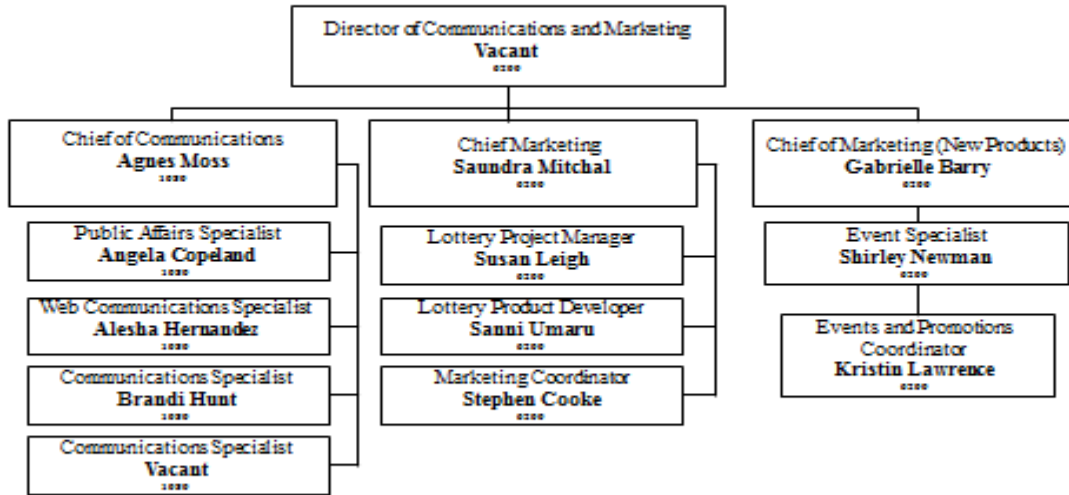 Director of Communications and Marketing
Vacant
Chief of Communications
Agnes Moss
Chief Marketing
Saundra Mitchal
Chief of Marketing (New Products)
Gabrielle Barry
Public Affairs Specialist
Angela Copeland
Web Communications Specialist
Alesha Hernandez
Communications Specialist
Brandi Hunt
Communications Specialist
Vacant
Lottery Project Manager
Susan Leigh
Lottery Product Developer
Sanni Umaru
Marketing Coordinator
Stephen Cooke
Event Specialist
Shirley Newman
Events and Promotions
Coordinator
Kristin Lawrence